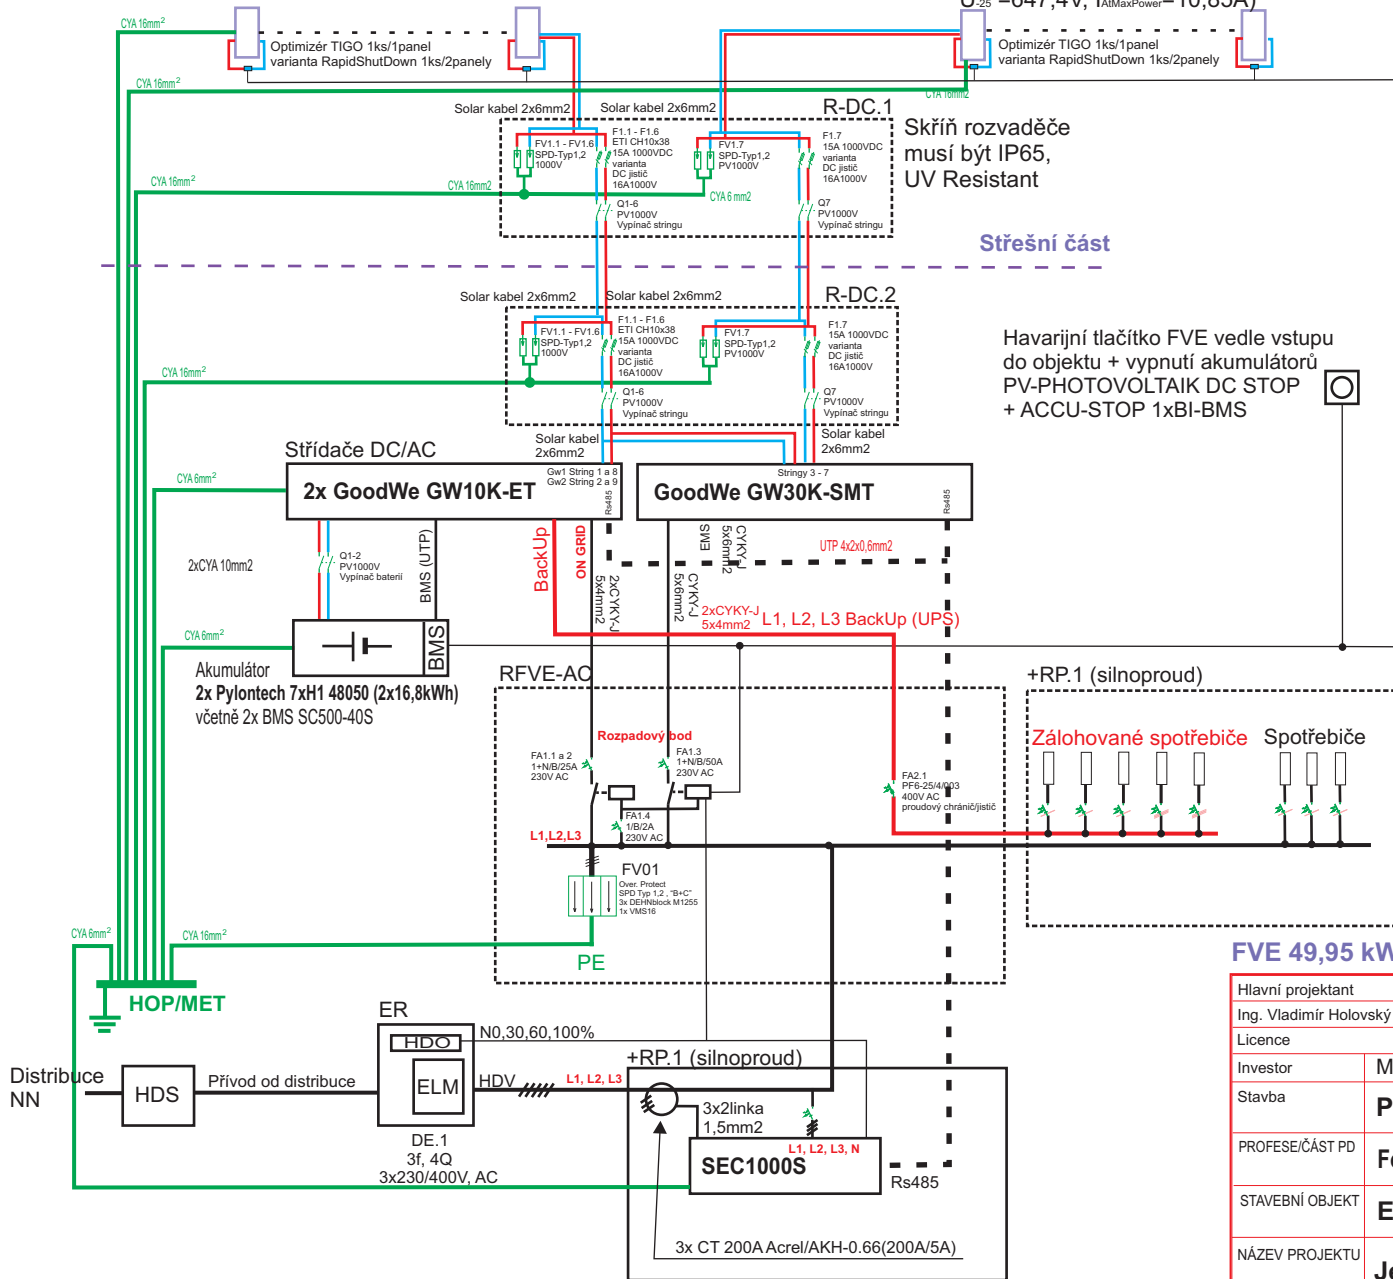 U-25 =647,4V, IAtMaxPower=10,85A)
CYA 16mm2
Optimizér TIGO 1ks/1panel
varianta RapidShutDown 1ks/2panely
Optimizér TIGO 1ks/1panel
varianta RapidShutDown 1ks/2panely
CYA 16mm2
CYA 16mm2
Solar kabel 2x6mm2
Solar kabel 2x6mm2
R-DC.1
Skříň rozvaděče
musí být IP65,
UV Resistant
FV1.1 - FV1.6
SPD-Typ1,2
1000V
F1.1 - F1.6
ETI CH10x38
15A 1000VDC
varianta
DC jistič
16A1000V
FV1.7
SPD-Typ1,2
PV1000V
F1.7
15A 1000VDC
varianta
DC jistič
16A1000V
CYA 16mm2
CYA 16mm2
CYA 6 mm2
Q1-6
PV1000V
Vypínač stringu
Q7
PV1000V
Vypínač stringu
Střešní část
Solar kabel 2x6mm2
Solar kabel 2x6mm2
R-DC.2
FV1.1 - FV1.6
SPD-Typ1,2
1000V
F1.1 - F1.6
ETI CH10x38
15A 1000VDC
varianta
DC jistič
16A1000V
FV1.7
SPD-Typ1,2
PV1000V
F1.7
15A 1000VDC
varianta
DC jistič
16A1000V
Havarijní tlačítko FVE vedle vstupu
do objektu + vypnutí akumulátorů
PV-PHOTOVOLTAIK DC STOP
+ ACCU-STOP 1xBI-BMS
CYA 16mm2
Q1-6
PV1000V
Vypínač stringu
Q7
PV1000V
Vypínač stringu
Střídače DC/AC
Solar kabel
2x6mm2
Solar kabel
2x6mm2
CYA 6mm2
2x GoodWe GW10K-ET
Gw1 String 1 a 8
Gw2 String 2 a 9
Rs485
GoodWe GW30K-SMT
Stringy 3 - 7
Rs485
2xCYA 10mm2
Q1-2
PV1000V
Vypínač baterií
BMS (UTP)
BackUp
ON GRID
2xCYKY-J
5x4mm2
EMS
CYKY-J
5x6mm2
UTP 4x2x0,6mm2
CYKY-J
5x6mm2
2xCYKY-J
5x4mm2
L1, L2, L3 BackUp (UPS)
CYA 6mm2
BMS
Akumulátor
2x Pylontech 7xH1 48050 (2x16,8kWh)
včetně 2x BMS SC500-40S
RFVE-AC
+RP.1 (silnoproud)
Rozpadový bod
FA1.1 a 2
1+N/B/25A
230V AC
FA1.3
1+N/B/50A
230V AC
FA1.4
1/B/2A
230V AC
FA2.1
PF6-25/4/003
400V AC
proudový chránič/jistič
Zálohované spotřebiče
Spotřebiče
L1,L2,L3
FV01
Over. Protect
SPD Typ 1,2 , "B+C"
3x DEHNblock M1255
1x VMS16
CYA 6mm2
CYA 16mm2
PE
HOP/MET
FVE 49,95 kW
Hlavní projektant
Ing. Vladimír Holovský
Licence
Investor
M
Stavba
P
PROFESE/ČÁST PD
STAVEBNÍ OBJEKT
E
NÁZEV PROJEKTU
ER
HDO
N0,30,60,100%
+RP.1 (silnoproud)
Distribuce
NN
HDS
Přívod od distribuce
ELM
HDV
L1, L2, L3
DE.1
3f, 4Q
3x230/400V, AC
3x2linka
1,5mm2
L1, L2, L3, N
SEC1000S
Rs485
3x CT 200A Acrel/AKH-0.66(200A/5A)